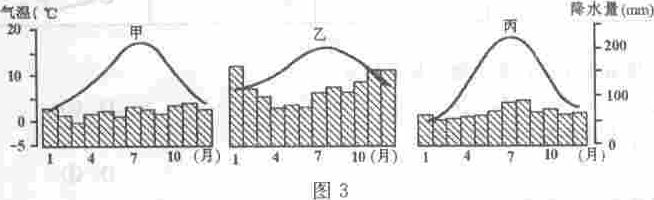 气温( ℃
降水量(mm)
甲
乙
丙
20
10
0
-5
200
100
0
1 4 7 10 (月)
1 4 7 10 (月)
1 4 7 10 (月)
图 3